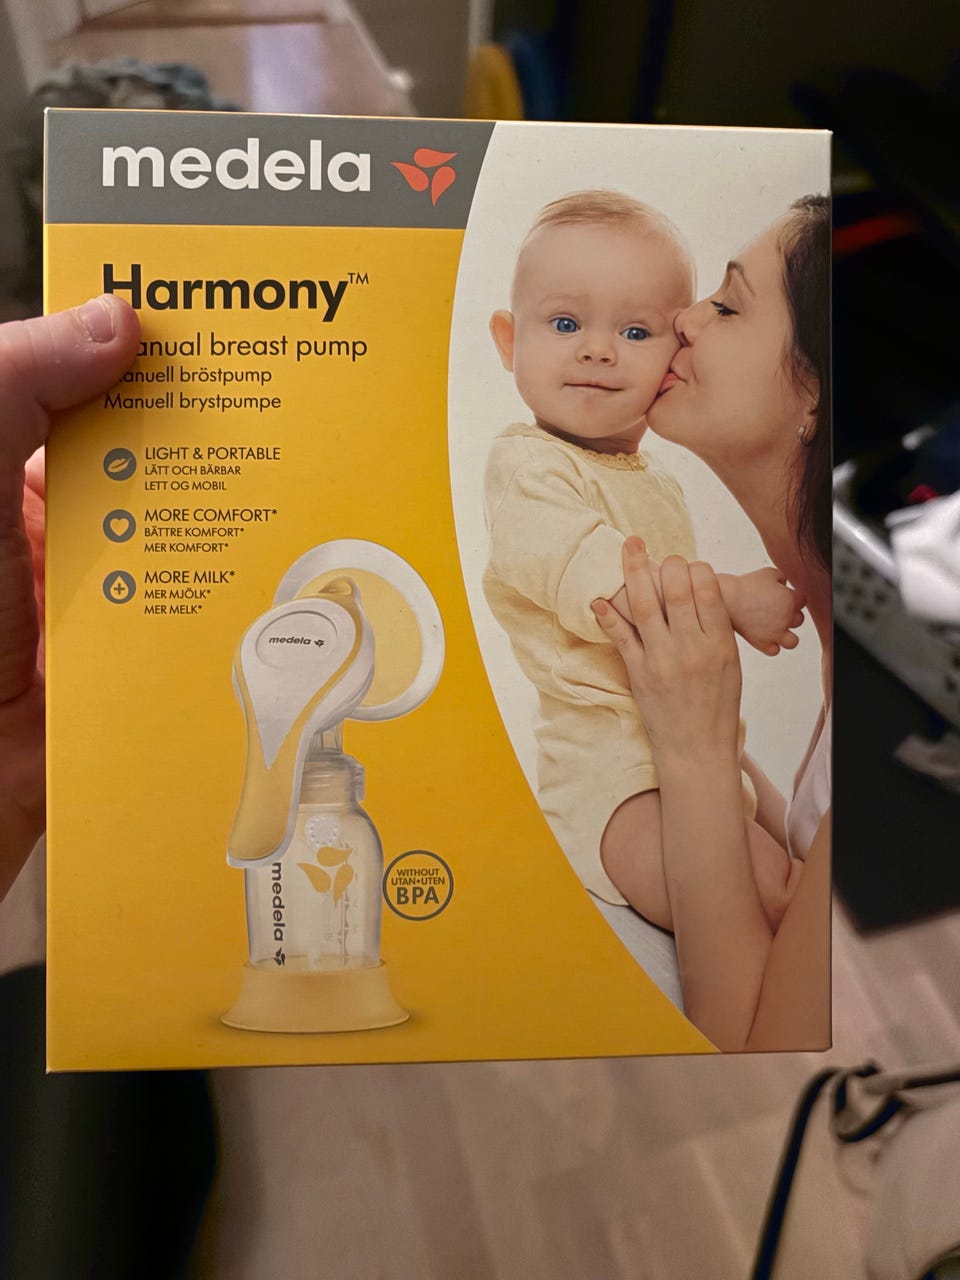 medela
Harmony™
anual breast pump
anuell bröstpump
Manuell brystpumpe
LIGHT & PORTABLE
LÄTT OCH BÄRBAR
LETT OG MOBIL
MORE COMFORT*
BÄTTRE KOMFORT*
MER KOMFORT*
MORE MILK*
MER MJÖLK*
MER MELK*
medela
medela
WITHOUT
UTAN•UTEN
BPA